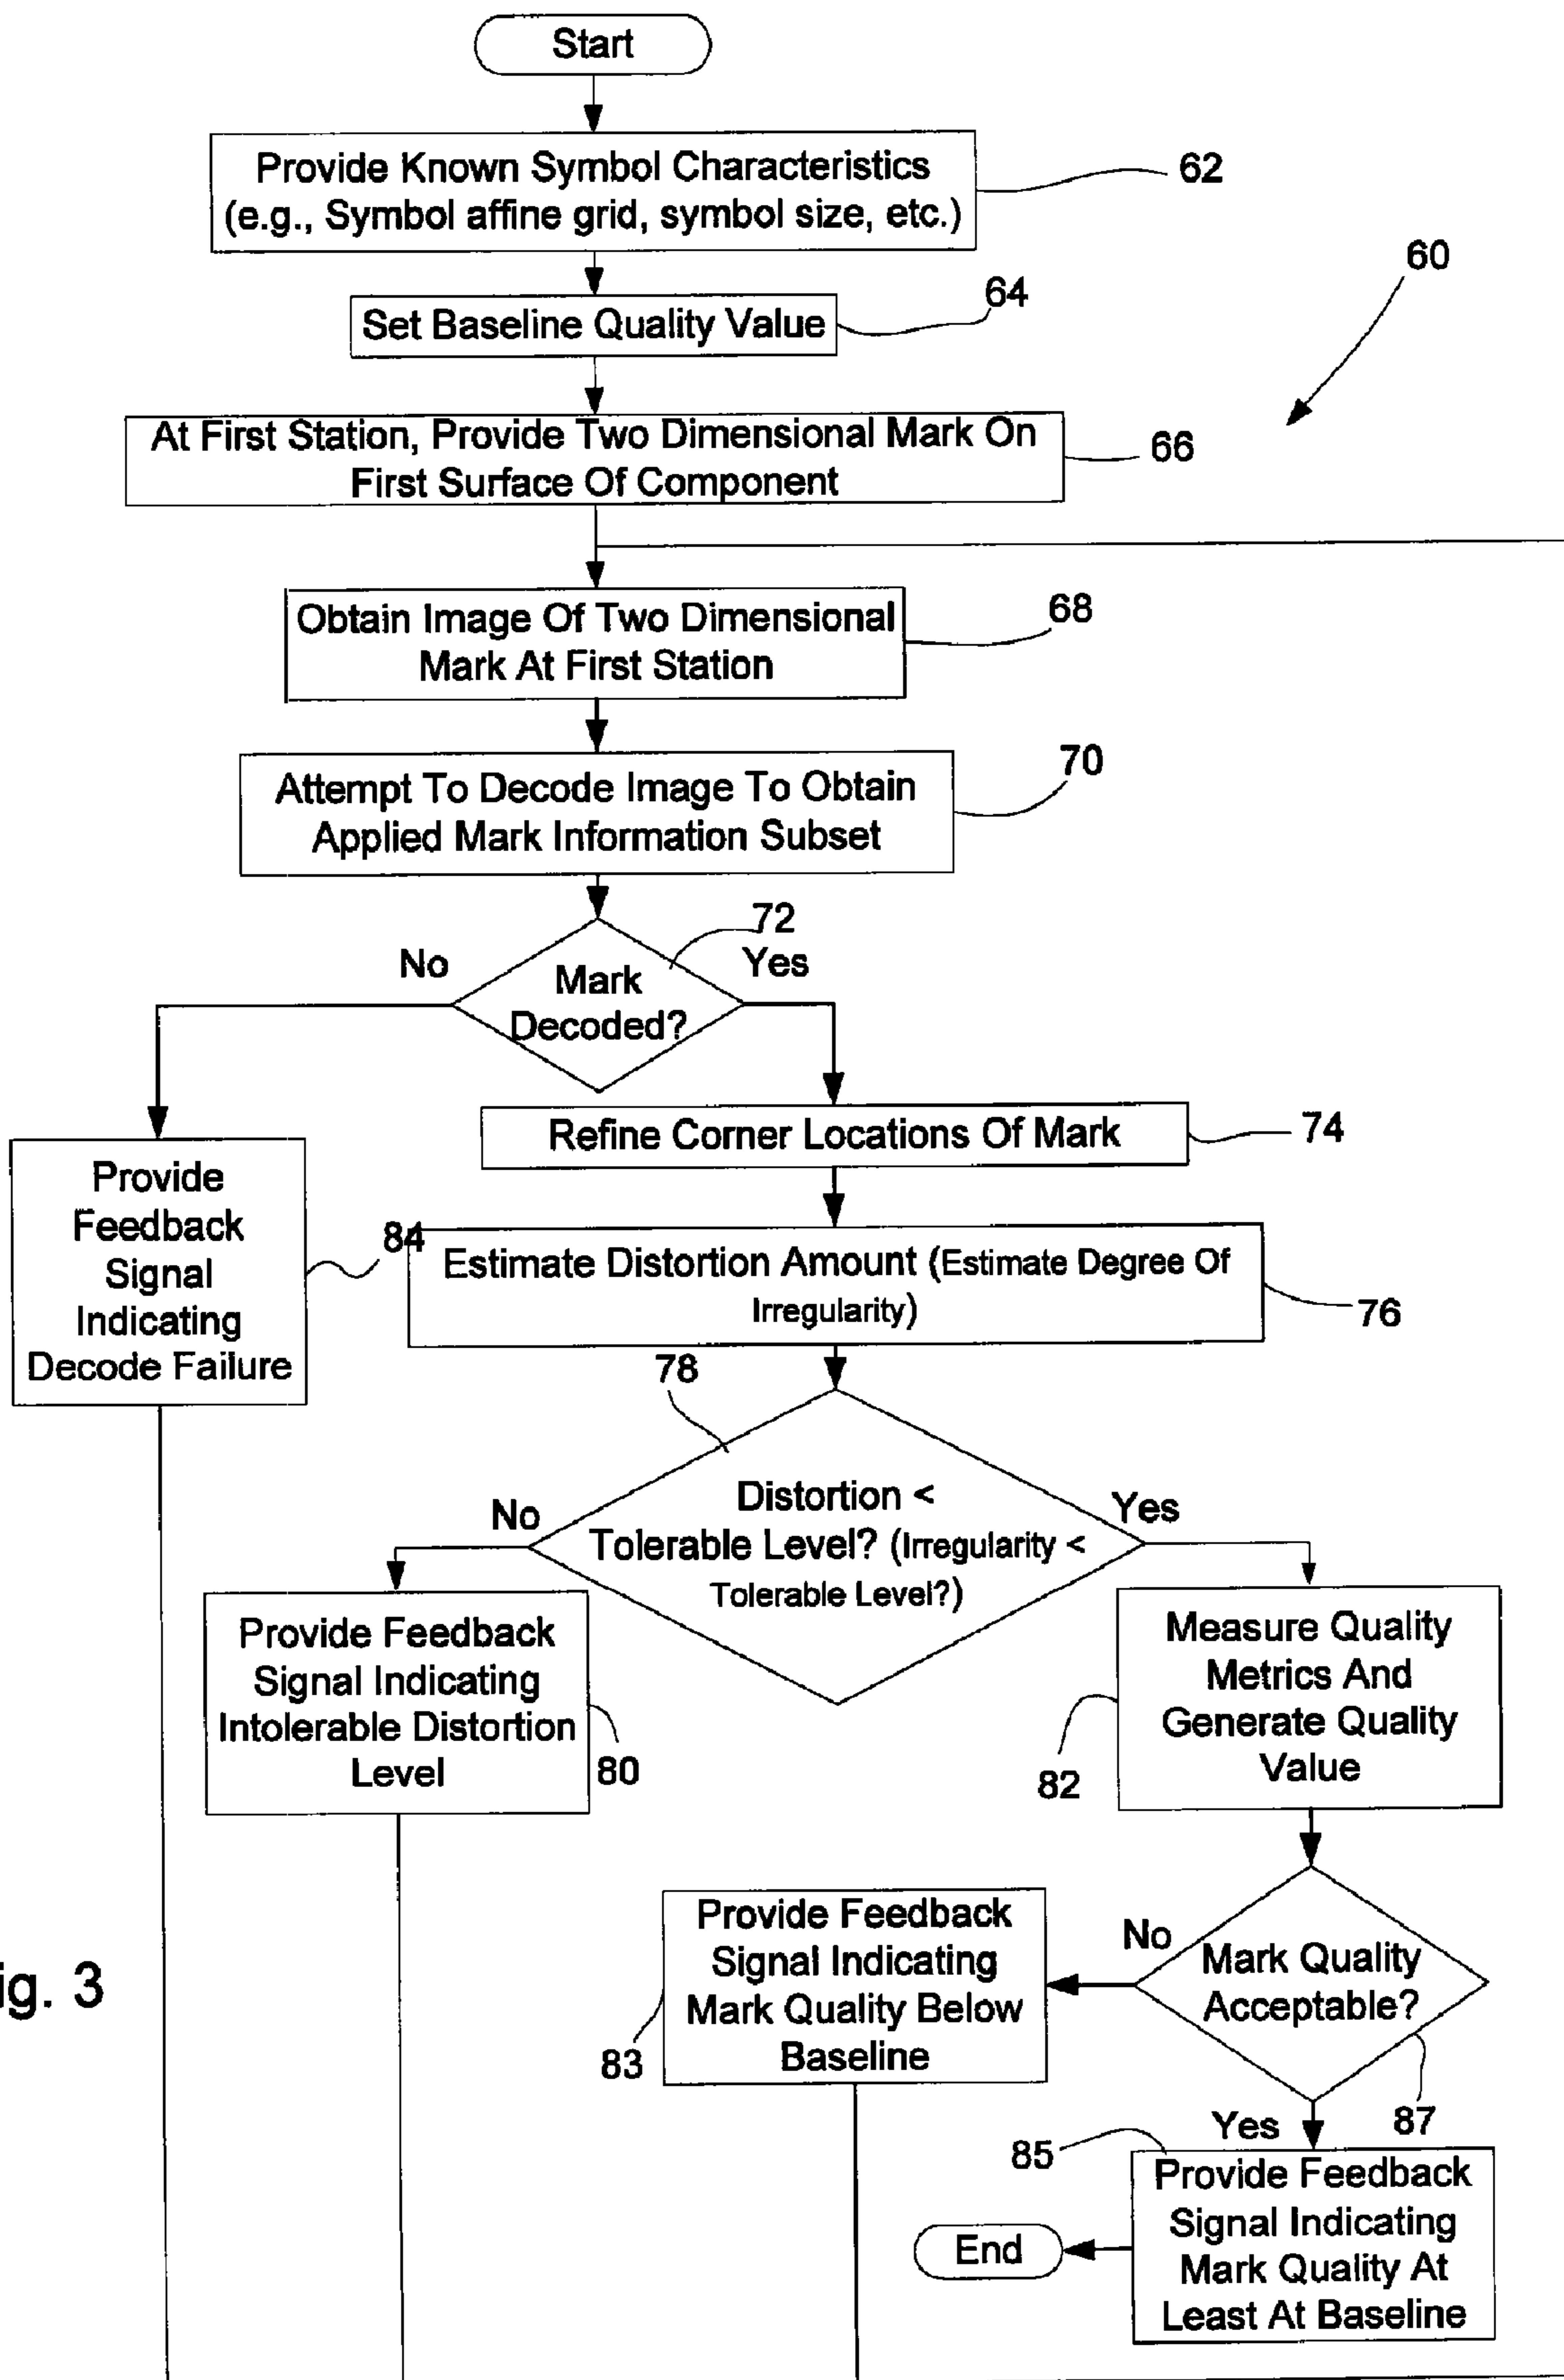 Start
Provide Known Symbol Characteristics
(e.g., Symbol affine grid, symbol size, etc.)
62
60
64
Set Baseline Quality Value
At First Station, Provide Two Dimensional Mark On
First Surface Of Component
66
Obtain Image Of Two Dimensional
Mark At First Station
68
Attempt To Decode Image To Obtain
Applied Mark Information Subset
70
72
No
Yes
Mark
Decoded?
Refine Corner Locations Of Mark
74
Provide
Feedback
Signal
Indicating
Decode Failure
84
Estimate Distortion Amount (Estimate Degree Of
Irregularity)
76
78
Distortion <
Tolerable Level? (Irregularity <
Tolerable Level?)
No
Yes
Provide Feedback
Signal Indicating
Intolerable Distortion
Level
80
Measure Quality
Metrics And
Generate Quality
Value
82
Provide Feedback
Signal Indicating
Mark Quality Below
Baseline
83
No
Mark Quality
Acceptable?
87
Yes
85
Provide Feedback
Signal Indicating
Mark Quality At
Least At Baseline
End
ig. 3